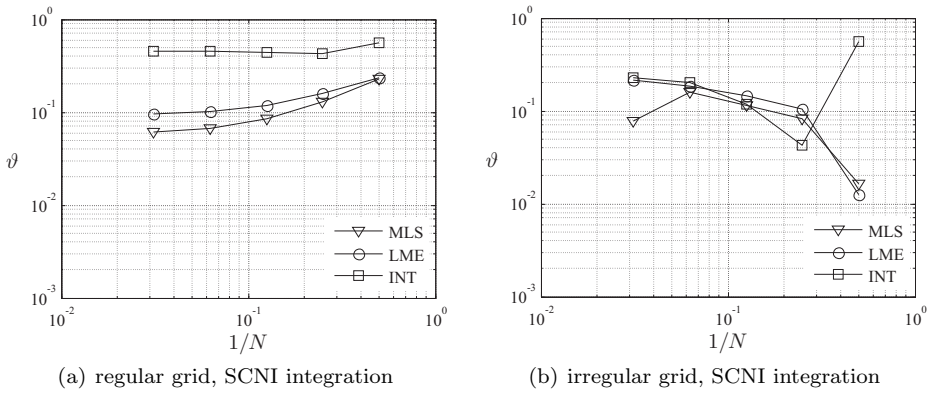 10^0
10^-1
10^-2
10^-3
ϑ
MLS
LME
INT
10^-2
10^-1
10^0
1/N
(a) regular grid, SCNI integration
10^0
10^-1
10^-2
10^-3
ϑ
MLS
LME
INT
10^-2
10^-1
10^0
1/N
(b) irregular grid, SCNI integration